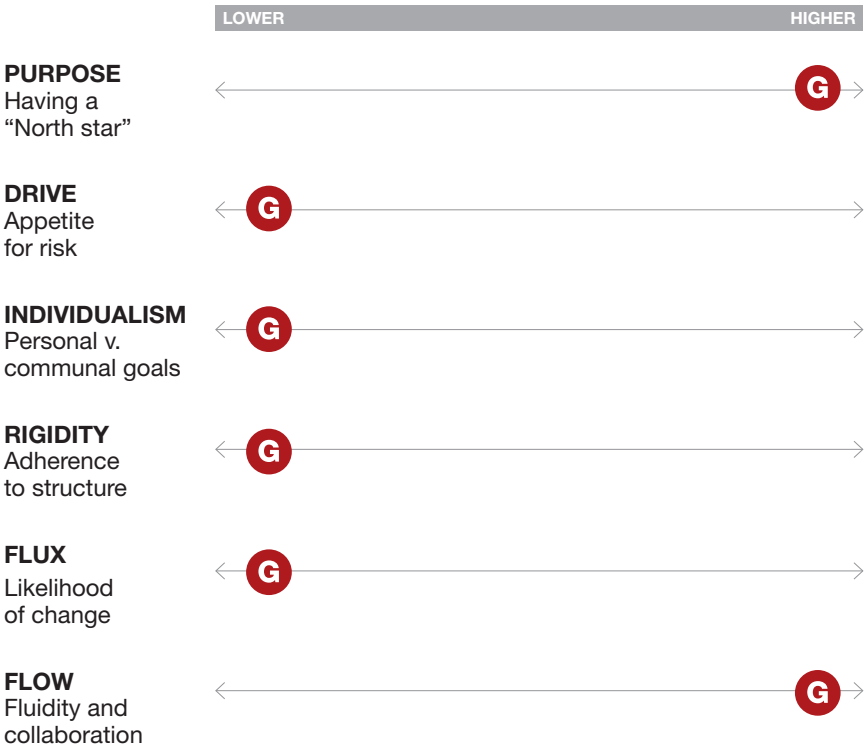 LOWER HIGHER
PURPOSE
Having a
“North star”
G
DRIVE
Appetite
for risk
G
INDIVIDUALISM
Personal v.
communal goals
G
RIGIDITY
Adherence
to structure
G
FLUX
Likelihood
of change
G
FLOW
Fluidity and
collaboration
G